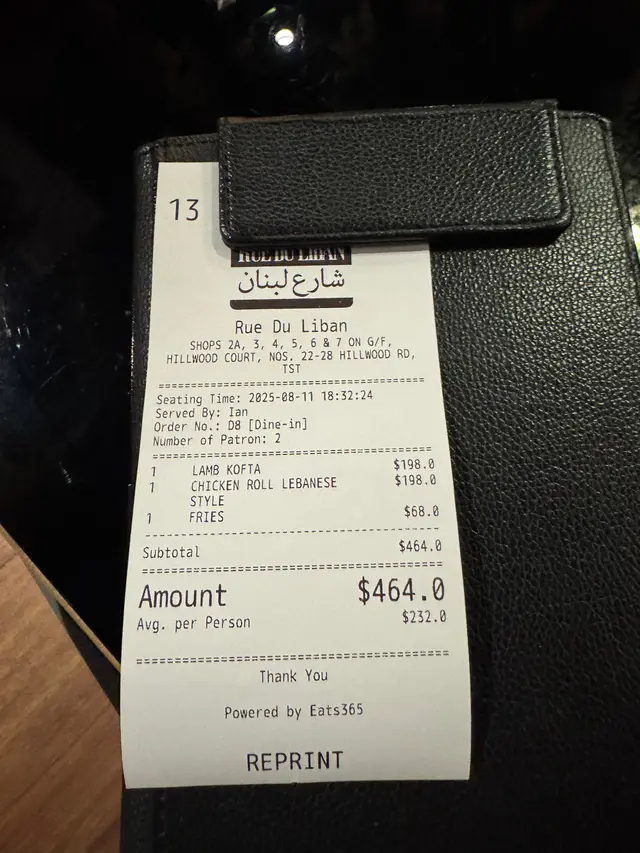 13
RUE DU LIBAN
شارع لبنان
Rue Du Liban
SHOPS 2A, 3, 4, 5, 6 & 7 ON G/F,
HILLWOOD COURT, NOS. 22-28 HILLWOOD RD,
TST
Seating Time: 2025-08-11 18:32:24
Served By: Ian
Order No.: D8 [Dine-in]
Number of Patron: 2
1 LAMB KOFTA $198.0
1 CHICKEN ROLL LEBANESE $198.0
STYLE
1 FRIES $68.0
Subtotal $464.0
Amount $464.0
Avg. per Person $232.0
Thank You
Powered by Eats365
REPRINT